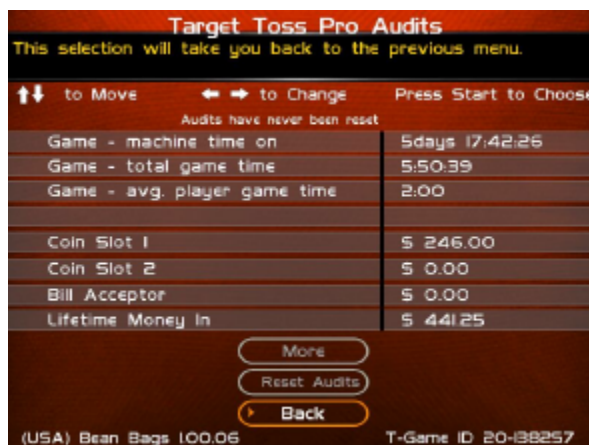 Target Toss Pro Audits
This selection will take you back to the previous menu.
to Move to Change Press Start to Choose
Audits have never been reset
Game - machine time on 5days 17:42:26
Game - total game time 5:50:39
Game - avg. player game time 2:00
Coin Slot 1 $ 246.00
Coin Slot 2 $ 0.00
Bill Acceptor $ 0.00
Lifetime Money In $ 441.25
More
Reset Audits
Back
(USA) Bean Bags 1.00.06 T-Game ID 20-138257